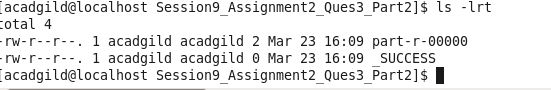 [acadgild@localhost Session9_Assignment2_Ques3_Part2]$ ls -lrt
total 4
-rw-r--r--. 1 acadgild acadgild 2 Mar 23 16:09 part-r-00000
-rw-r--r--. 1 acadgild acadgild 0 Mar 23 16:09 _SUCCESS
[acadgild@localhost Session9_Assignment2_Ques3_Part2]$